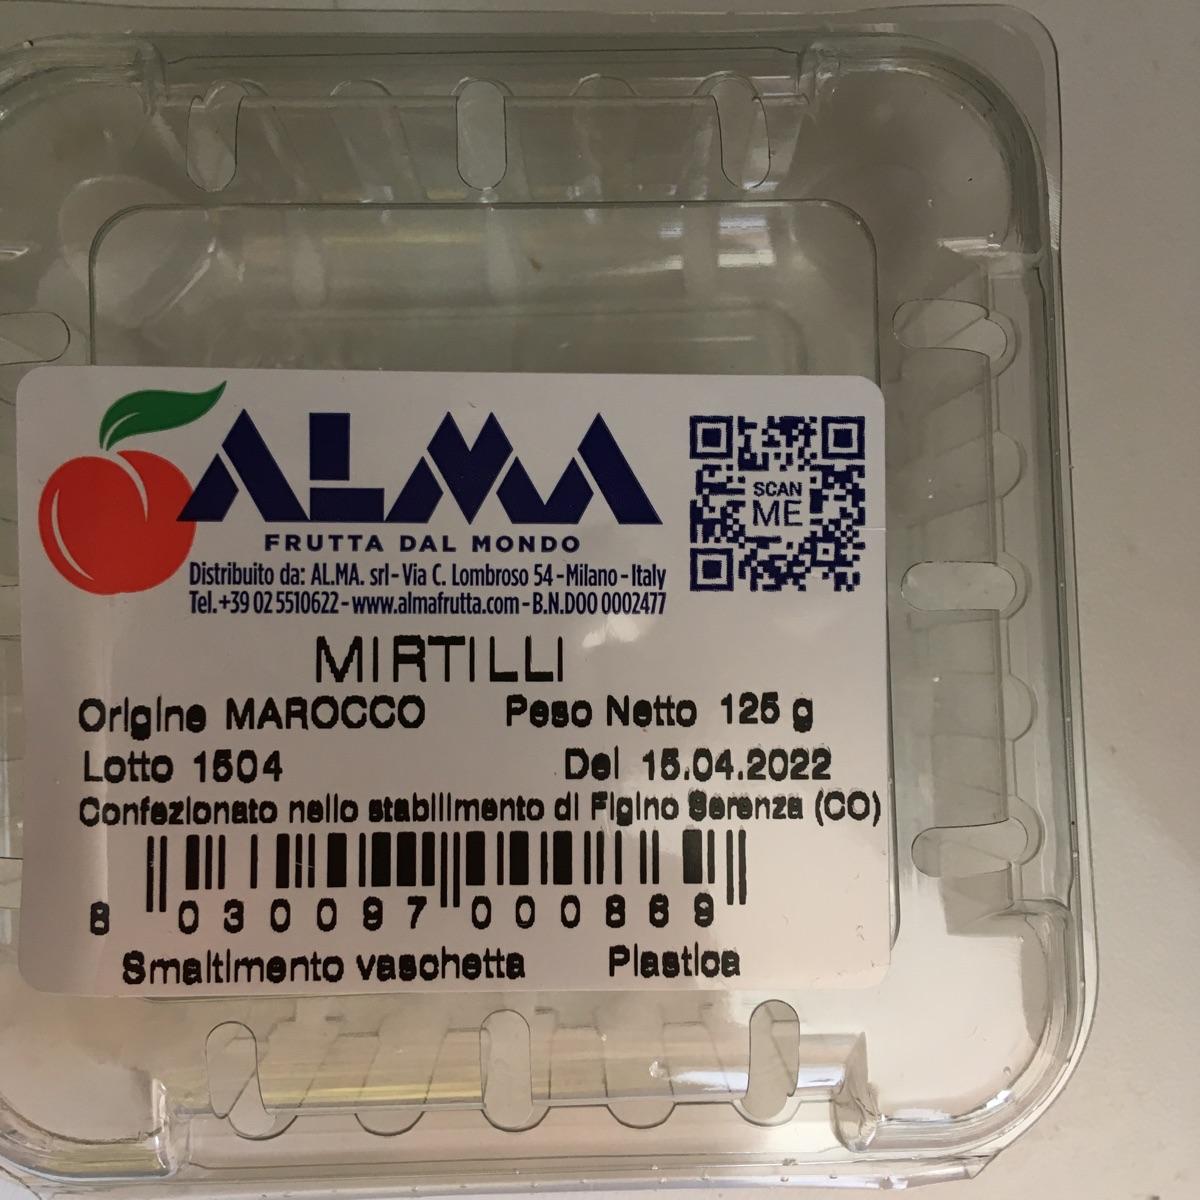 ALMA
FRUTTA DAL MONDO
SCAN
ME
Distribuito da: AL.MA. srl - Via C. Lombroso 54 - Milano - Italy
Tel. +39 02 5510622 - www.almafrutta.com - B.N.DOO 0002477
MIRTILLI
Origine MAROCCO Peso Netto 125 g
Lotto 1504 Del 15.04.2022
Confezionato nello stabilimento di Figino Serenza (CO)
8 030097 000869
Smaltimento vaschetta Plastica